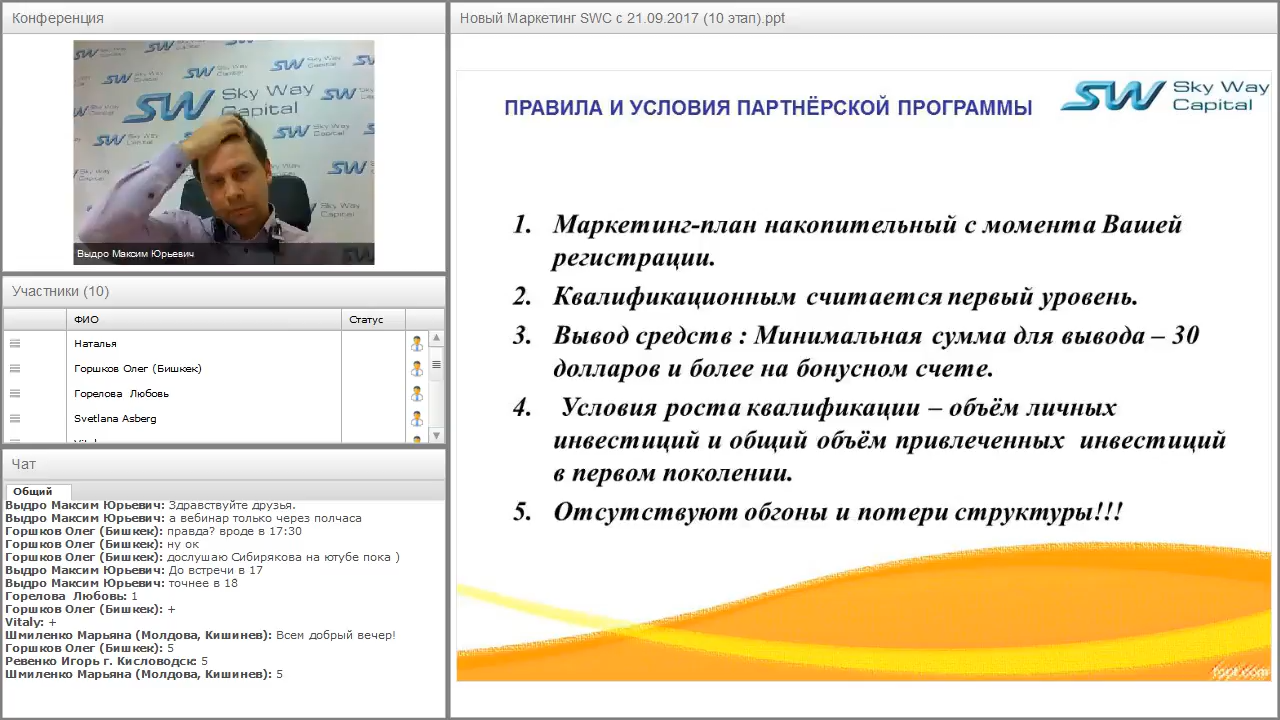 Конференция
Новый Маркетинг SWC с 21.09.2017 (10 этап).ppt
SW Sky Way
Capital
Выдро Максим Юрьевич
Участники (10)
ФИО
Статус
Наталья
Горшков Олег (Бишкек)
Горелова Любовь
Svetlana Asberg
Чат
Общий
Выдро Максим Юрьевич: Здравствуйте друзья.
Выдро Максим Юрьевич: а вебинар только через полчаса
Горшков Олег (Бишкек): правда? вроде в 17:30
Горшков Олег (Бишкек): ну ок
Горшков Олег (Бишкек): дослушаю Сибирякова на ютубе пока )
Выдро Максим Юрьевич: До встречи в 17
Выдро Максим Юрьевич: точнее в 18
Горелова Любовь: 1
Горшков Олег (Бишкек): +
Vitaly: +
Шмиленко Марьяна (Молдова, Кишинев): Всем добрый вечер!
Горшков Олег (Бишкек): 5
Ревенко Игорь г. Кисловодск: 5
Шмиленко Марьяна (Молдова, Кишинев): 5
ПРАВИЛА И УСЛОВИЯ ПАРТНЁРСКОЙ ПРОГРАММЫ
SW Sky Way
Capital
1. Маркетинг-план накопительный с момента Вашей
регистрации.
2. Квалификационным считается первый уровень.
3. Вывод средств : Минимальная сумма для вывода – 30
долларов и более на бонусном счете.
4. Условия роста квалификации – объём личных
инвестиций и общий объём привлеченных инвестиций
в первом поколении.
5. Отсутствуют обгоны и потери структуры!!!
fppt.com